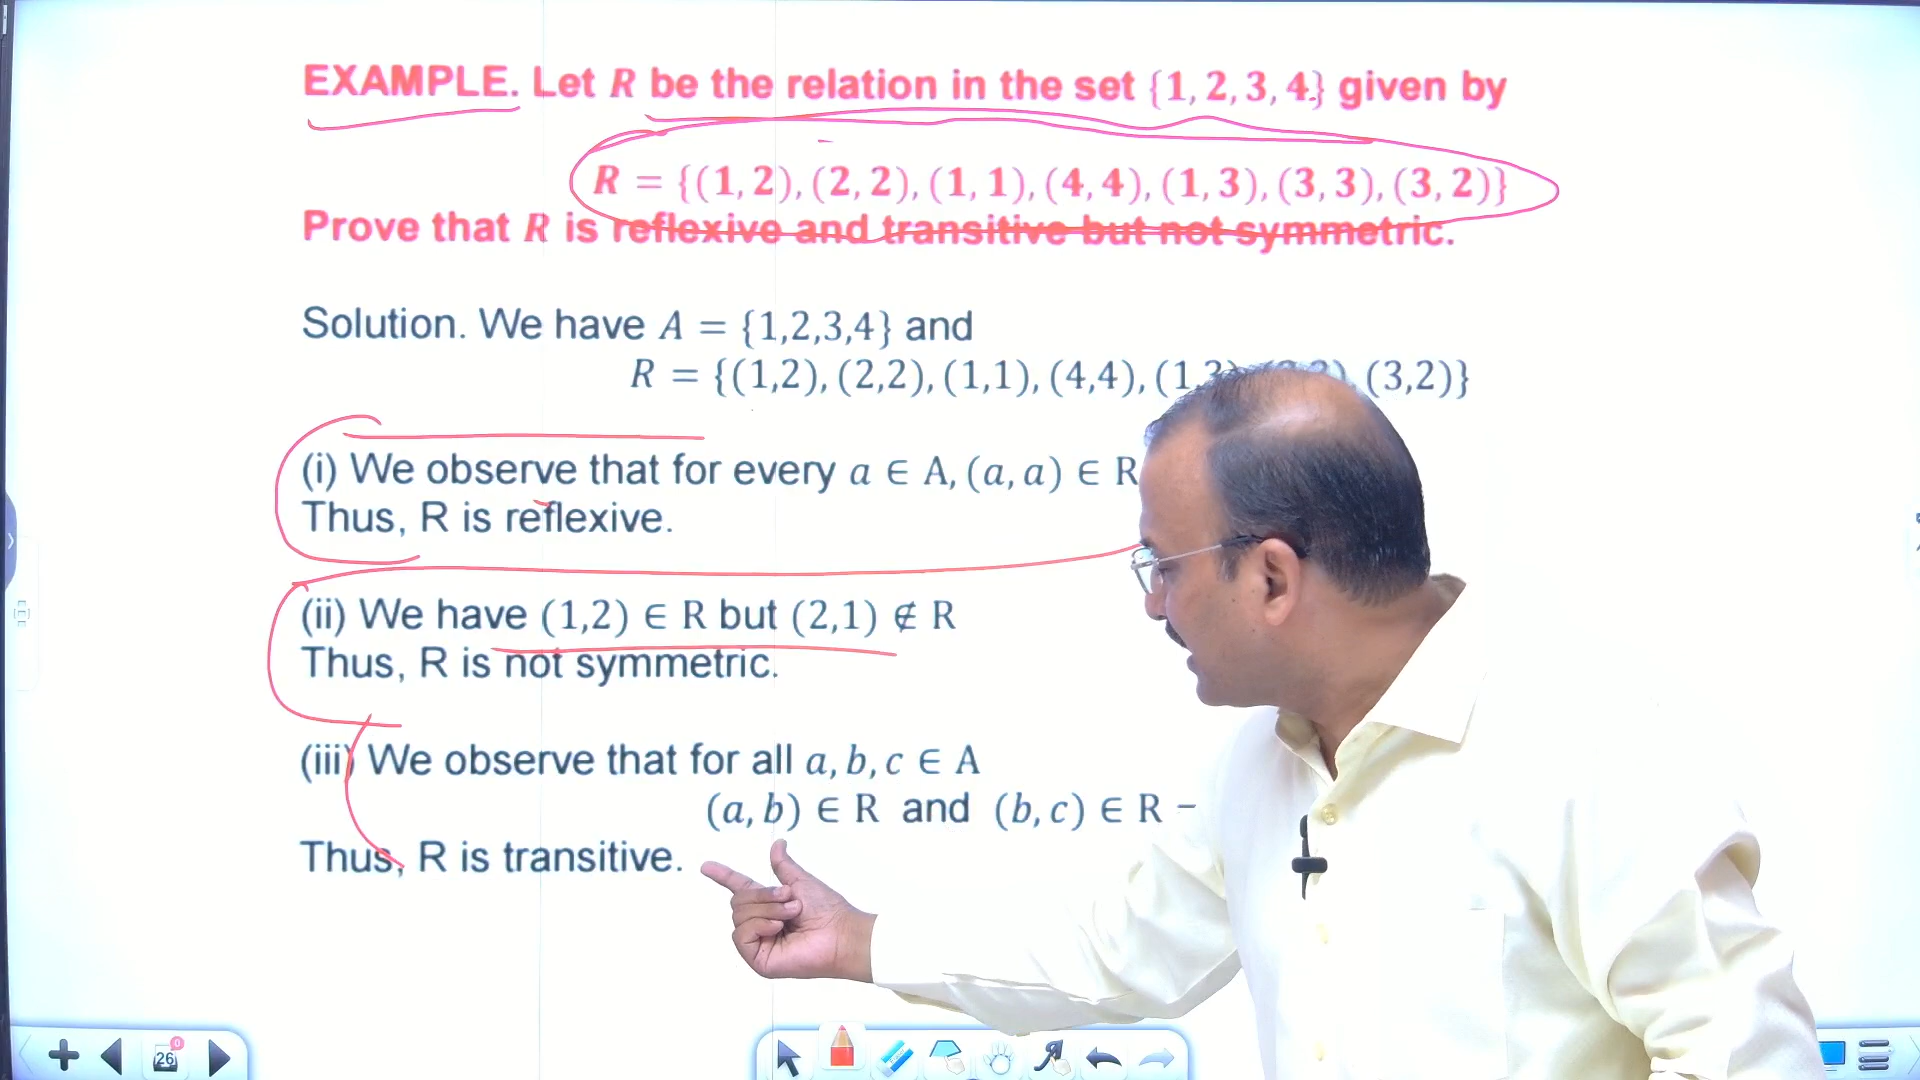 EXAMPLE. Let R be the relation in the set {1, 2, 3, 4} given by
R = {(1, 2), (2, 2), (1, 1), (4, 4), (1, 3), (3, 3), (3, 2)}
Prove that R is reflexive and transitive but not symmetric.
Solution. We have A = {1,2,3,4} and
R = {(1,2), (2,2), (1,1), (4,4), (1, (3,2)}
(i) We observe that for every a ∈ A, (a, a) ∈ R
Thus, R is reflexive.
(ii) We have (1,2) ∈ R but (2,1) ∉ R
Thus, R is not symmetric.
(iii) We observe that for all a, b, c ∈ A
(a, b) ∈ R and (b, c) ∈ R
Thus, R is transitive.
26
0